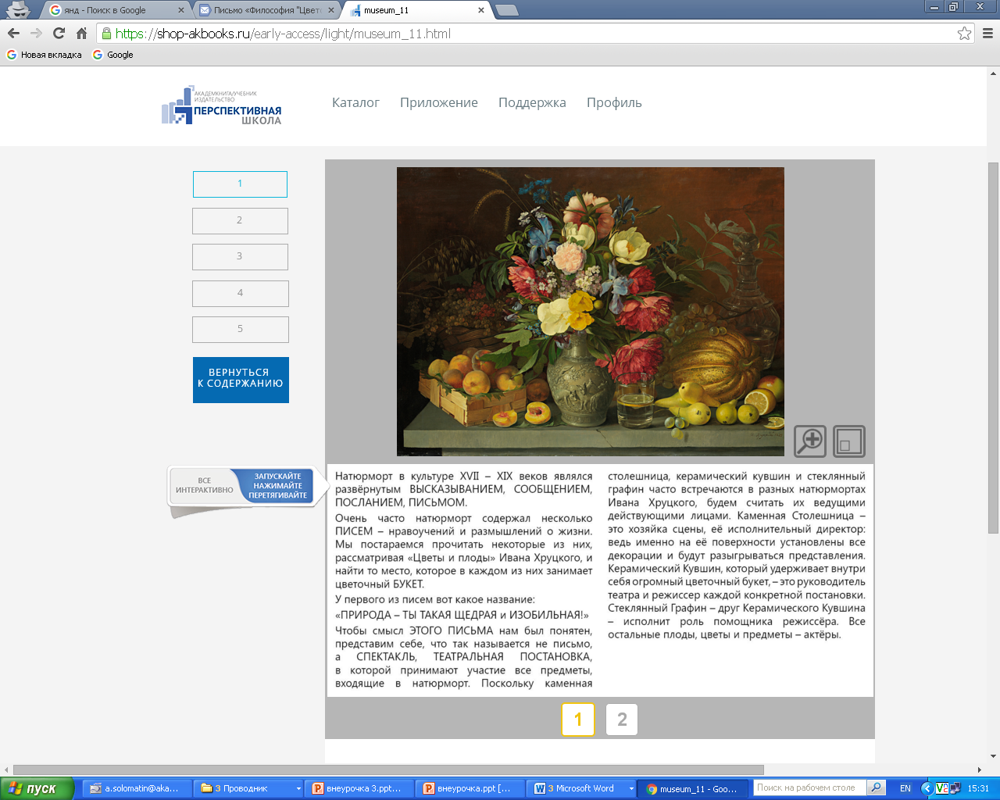 янд - Поиск в Google
Письмо «Философия "Цвет
museum_11
https://shop-akbooks.ru/early-access/light/museum_11.html
Новая вкладка
Google
АКАДЕМКНИГА/УЧЕБНИК
ИЗДАТЕЛЬСТВО
ПЕРСПЕКТИВНАЯ
ШКОЛА
Каталог
Приложение
Поддержка
Профиль
1
2
3
4
5
ВЕРНУТЬСЯ
К СОДЕРЖАНИЮ
ВСЕ
ИНТЕРАКТИВНО
ЗАПУСКАЙТЕ
НАЖИМАЙТЕ
ПЕРЕТЯГИВАЙТЕ
Натюрморт в культуре XVII – XIX веков являлся
развёрнутым ВЫСКАЗЫВАНИЕМ, СООБЩЕНИЕМ,
ПОСЛАНИЕМ, ПИСЬМОМ.
Очень часто натюрморт содержал несколько
ПИСЕМ – нравоучений и размышлений о жизни.
Мы постараемся прочитать некоторые из них,
рассматривая «Цветы и плоды» Ивана Хруцкого, и
найти то место, которое в каждом из них занимает
цветочный БУКЕТ.
У первого из писем вот какое название:
«ПРИРОДА – ТЫ ТАКАЯ ЩЕДРАЯ и ИЗОБИЛЬНАЯ!»
Чтобы смысл ЭТОГО ПИСЬМА нам был понятен,
представим себе, что так называется не письмо,
а СПЕКТАКЛЬ, ТЕАТРАЛЬНАЯ ПОСТАНОВКА,
в которой принимают участие все предметы,
входящие в натюрморт. Поскольку каменная
столешница, керамический кувшин и стеклянный
графин часто встречаются в разных натюрмортах
Ивана Хруцкого, будем считать их ведущими
действующими лицами. Каменная Столешница –
это хозяйка сцены, её исполнительный директор:
ведь именно на её поверхности установлены все
декорации и будут разыгрываться представления.
Керамический Кувшин, который удерживает внутри
себя огромный цветочный букет, – это руководитель
театра и режиссер каждой конкретной постановки.
Стеклянный Графин – друг Керамического Кувшина
– исполнит роль помощника режиссёра. Все
остальные плоды, цветы и предметы – актёры.
1
2
пуск
a.solomatin@aka...
3 Проводник
внеурочка 3.ppt...
внеурочка.ppt [...
3 Microsoft Word
museum_11 - Goo...
Поиск на рабочем столе
EN
15:31